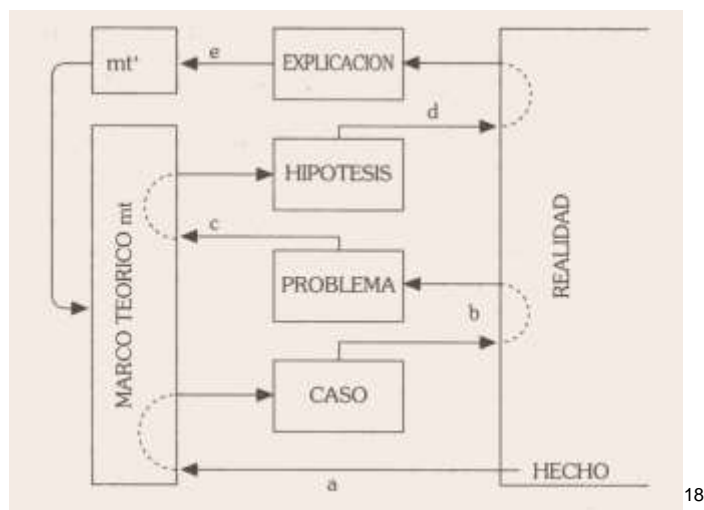 mt'
e
EXPLICACION
d
HIPOTESIS
MARCO TEORICO mt
c
REALIDAD
PROBLEMA
b
CASO
HECHO
a
18